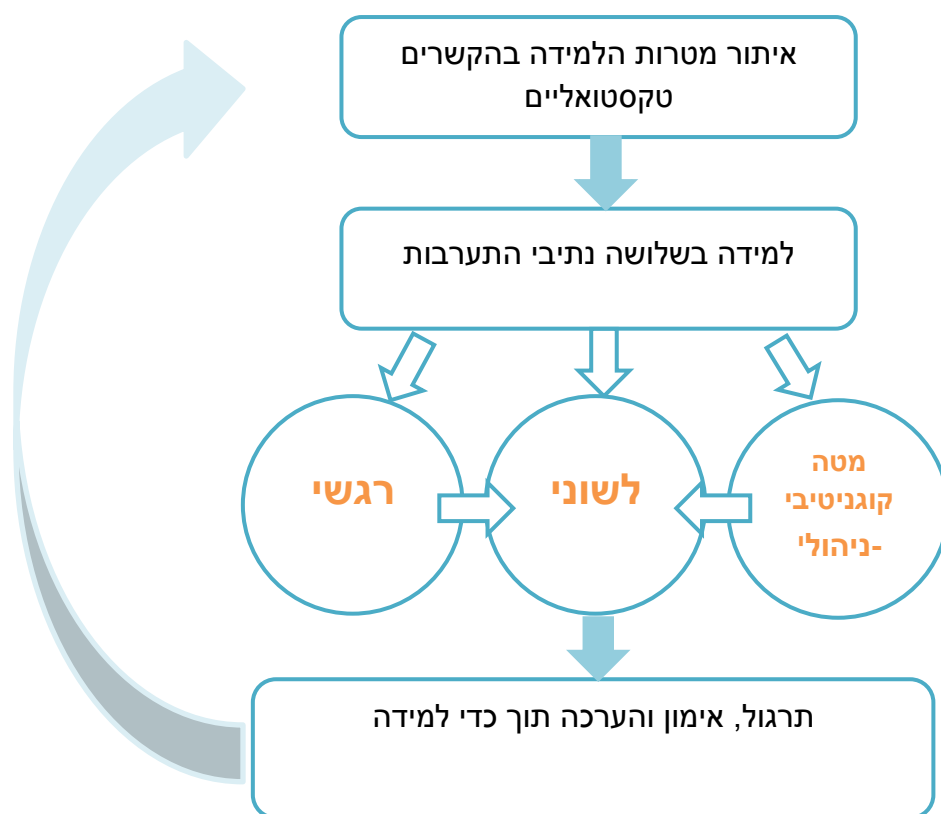 איתור מטרות הלמידה בהקשרים
טקסטואליים
למידה בשלושה נתיבי התערבות
מטה
קוגניטיבי
-ניהולי
לשוני
רגשי
תרגול, אימון והערכה תוך כדי למידה